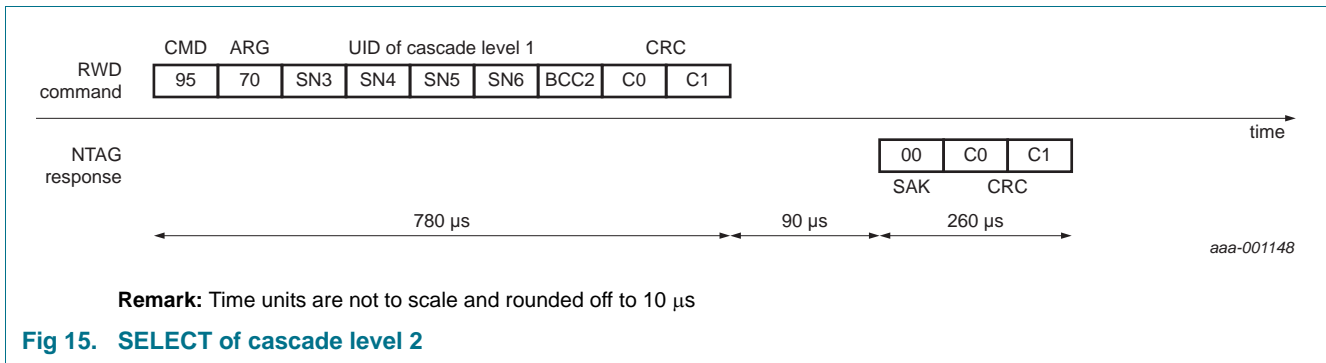 CMD ARG UID of cascade level 1 CRC
RWD command
95 70 SN3 SN4 SN5 SN6 BCC2 C0 C1
time
NTAG response
00 C0 C1
SAK CRC
780 µs 90 µs 260 µs
aaa-001148
Remark: Time units are not to scale and rounded off to 10 µs
Fig 15. SELECT of cascade level 2